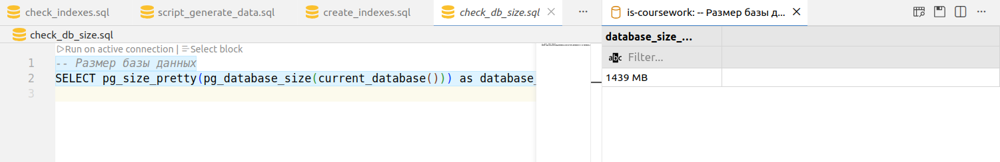 check_indexes.sql script_generate_data.sql create_indexes.sql check_db_size.sql ···
check_db_size.sql
Run on active connection | Select block
1 -- Размер базы данных
2 SELECT pg_size_pretty(pg_database_size(current_database())) as database_
3
is-coursework: -- Размер базы д... ···
database_size_...
abc Filter...
1439 MB